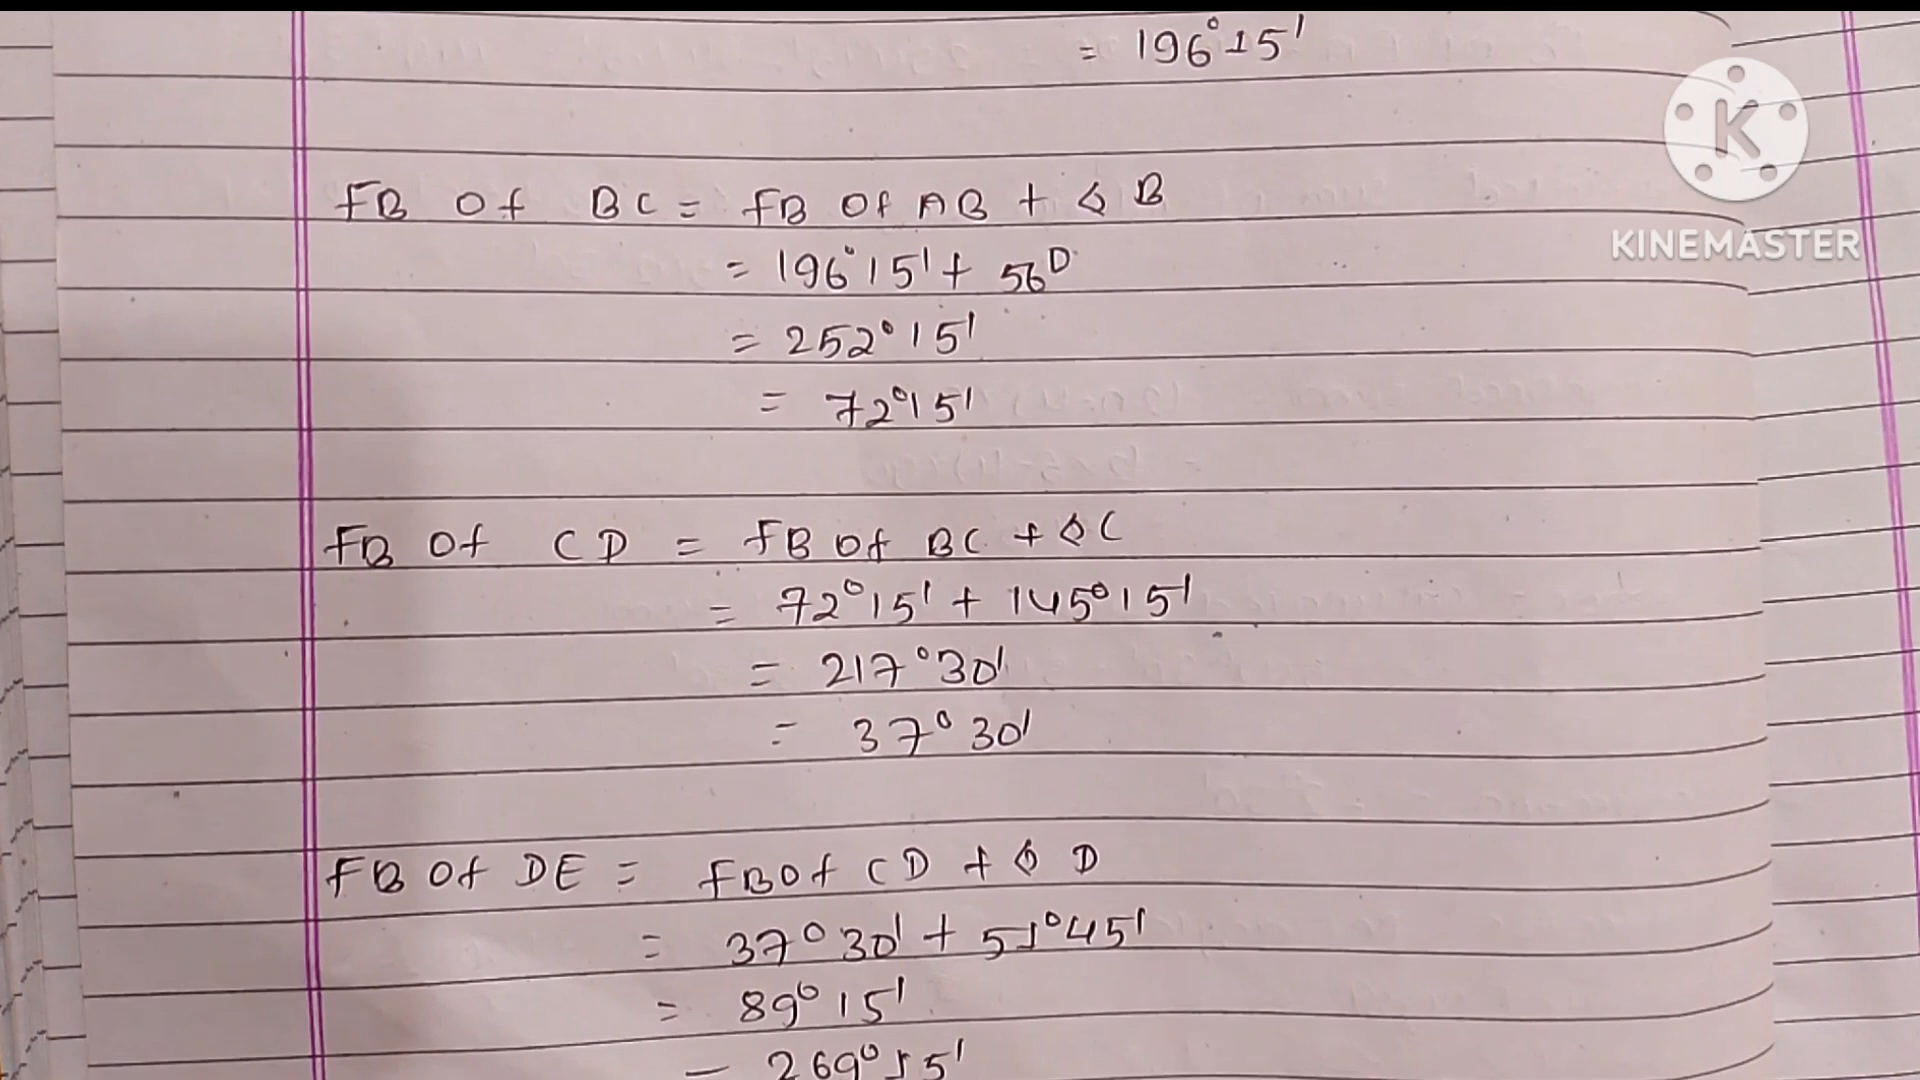 = 196°15'
K
KINEMASTER
FB Of BC = FB Of AB + ∠B
= 196°15' + 56°
= 252°15'
= 72°15'
FB Of CD = FB Of BC + ∠C
= 72°15' + 145°15'
= 217°30'
= 37°30'
FB Of DE = FB Of CD + ∠D
= 37°30' + 51°45'
= 89°15'
= 269°15'